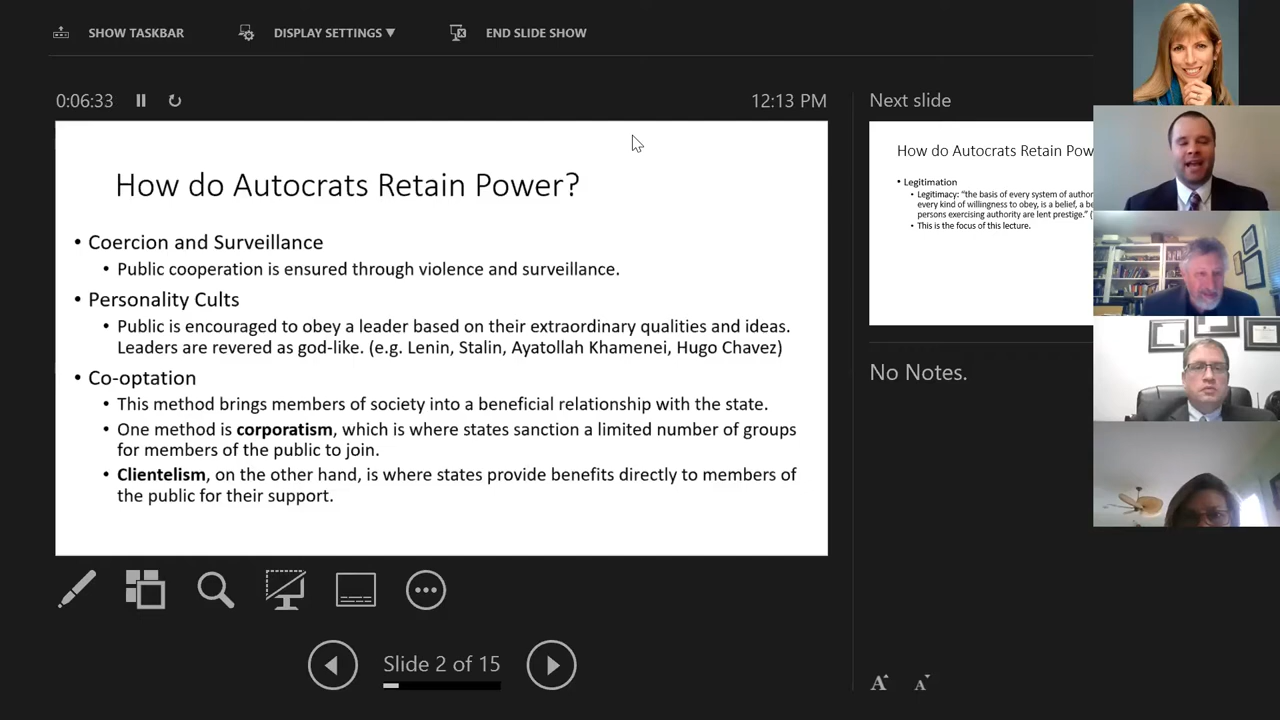 SHOW TASKBAR
DISPLAY SETTINGS ▼
END SLIDE SHOW
0:06:33
12:13 PM
Next slide
How do Autocrats Retain Power?
• Coercion and Surveillance
• Public cooperation is ensured through violence and surveillance.
• Personality Cults
• Public is encouraged to obey a leader based on their extraordinary qualities and ideas.
Leaders are revered as god-like. (e.g. Lenin, Stalin, Ayatollah Khamenei, Hugo Chavez)
• Co-optation
• This method brings members of society into a beneficial relationship with the state.
• One method is corporatism, which is where states sanction a limited number of groups
for members of the public to join.
• Clientelism, on the other hand, is where states provide benefits directly to members of
the public for their support.
How do Autocrats Retain Pow
• Legitimation
• Legitimacy: “the basis of every system of author
every kind of willingness to obey, is a belief, a be
persons exercising authority are lent prestige.” (
• This is the focus of this lecture.
No Notes.
Slide 2 of 15
A A